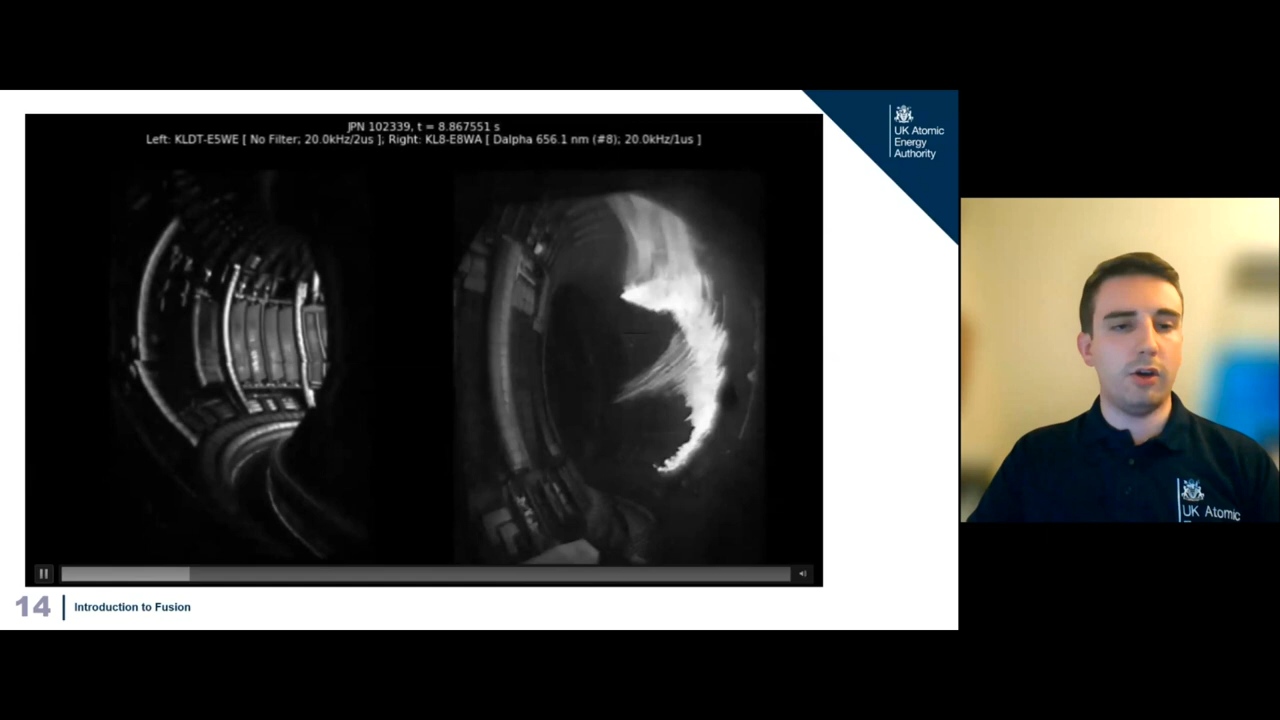 JPN 102339, t = 8.867551 s
Left: KLDT-E5WE [ No Filter; 20.0kHz/2us ]; Right: KL8-E8WA [ Dalpha 656.1 nm (#8); 20.0kHz/1us ]
UK Atomic
Energy
Authority
UK Atomic
14
Introduction to Fusion